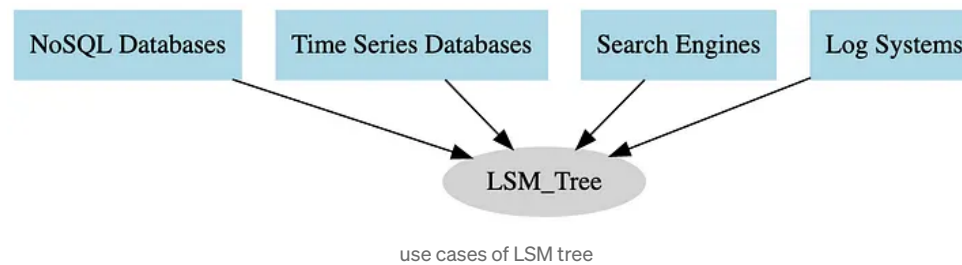 NoSQL Databases Time Series Databases Search Engines Log Systems
LSM_Tree
use cases of LSM tree